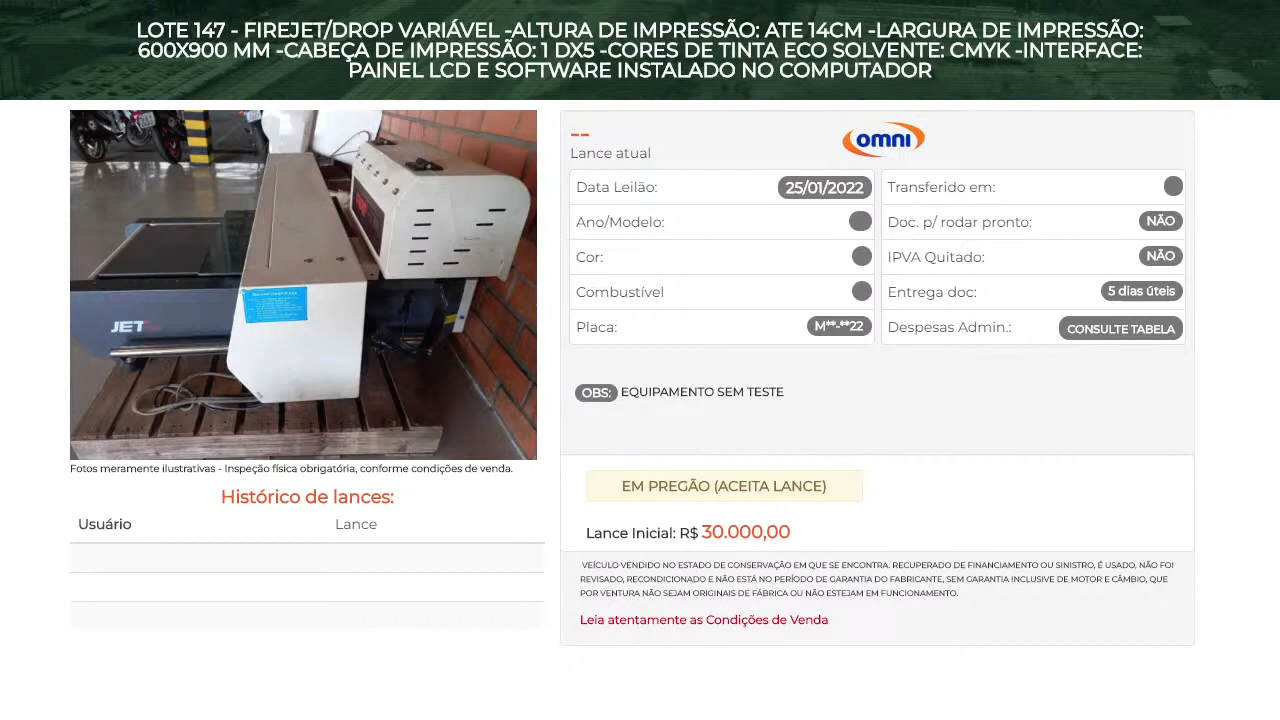 LOTE 147 - FIREJET/DROP VARIÁVEL -ALTURA DE IMPRESSÃO: ATE 14CM -LARGURA DE IMPRESSÃO:
600X900 MM -CABEÇA DE IMPRESSÃO: 1 DX5 -CORES DE TINTA ECO SOLVENTE: CMYK -INTERFACE:
PAINEL LCD E SOFTWARE INSTALADO NO COMPUTADOR
JET
Fotos meramente ilustrativas - Inspeção física obrigatória, conforme condições de venda.
Histórico de lances:
Usuário Lance
--
Lance atual
omni
Data Leilão: 25/01/2022
Ano/Modelo:
Cor:
Combustível
Placa: M**-**22
Transferido em:
Doc. p/ rodar pronto: NÃO
IPVA Quitado: NÃO
Entrega doc: 5 dias úteis
Despesas Admin.: CONSULTE TABELA
OBS: EQUIPAMENTO SEM TESTE
EM PREGÃO (ACEITA LANCE)
Lance Inicial: R$ 30.000,00
VEÍCULO VENDIDO NO ESTADO DE CONSERVAÇÃO EM QUE SE ENCONTRA. RECUPERADO DE FINANCIAMENTO OU SINISTRO, É USADO, NÃO FOI
REVISADO, RECONDICIONADO E NÃO ESTÁ NO PERÍODO DE GARANTIA DO FABRICANTE, SEM GARANTIA INCLUSIVE DE MOTOR E CÂMBIO, QUE
POR VENTURA NÃO SEJAM ORIGINAIS DE FÁBRICA OU NÃO ESTEJAM EM FUNCIONAMENTO.
Leia atentamente as Condições de Venda